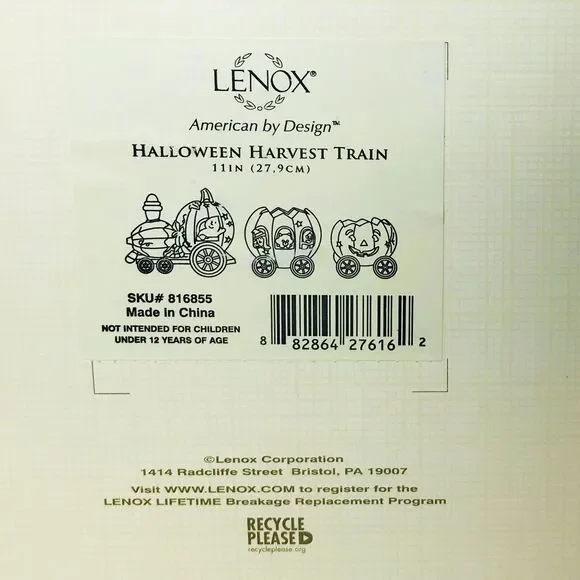 LENOX®
American by Design™
HALLOWEEN HARVEST TRAIN
11IN (27.9CM)
SKU# 816855
Made in China
NOT INTENDED FOR CHILDREN
UNDER 12 YEARS OF AGE
8 82864 27616 2
©Lenox Corporation
1414 Radcliffe Street Bristol, PA 19007
Visit WWW.LENOX.COM to register for the
LENOX LIFETIME Breakage Replacement Program
RECYCLE
PLEASE
recycleplease.org